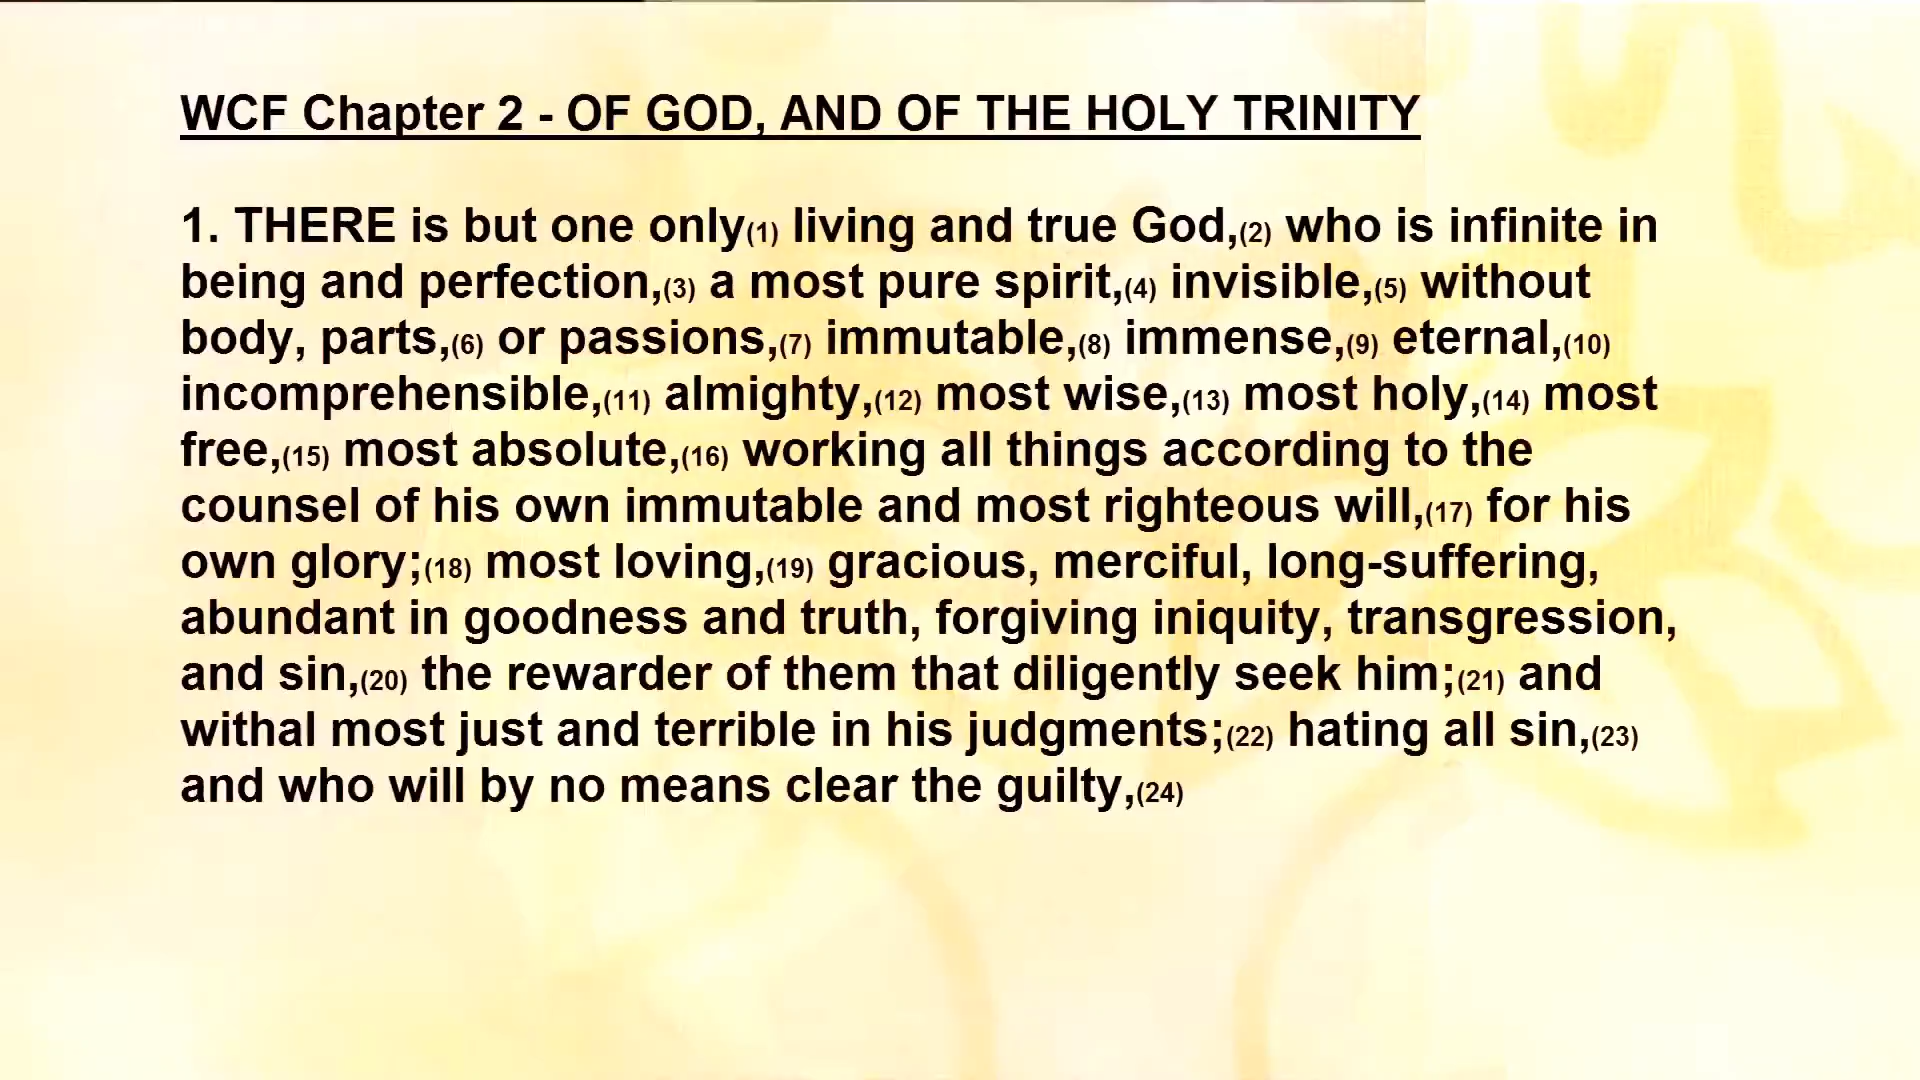 WCF Chapter 2 - OF GOD, AND OF THE HOLY TRINITY
1. THERE is but one only(1) living and true God,(2) who is infinite in
being and perfection,(3) a most pure spirit,(4) invisible,(5) without
body, parts,(6) or passions,(7) immutable,(8) immense,(9) eternal,(10)
incomprehensible,(11) almighty,(12) most wise,(13) most holy,(14) most
free,(15) most absolute,(16) working all things according to the
counsel of his own immutable and most righteous will,(17) for his
own glory;(18) most loving,(19) gracious, merciful, long-suffering,
abundant in goodness and truth, forgiving iniquity, transgression,
and sin,(20) the rewarder of them that diligently seek him;(21) and
withal most just and terrible in his judgments;(22) hating all sin,(23)
and who will by no means clear the guilty,(24)